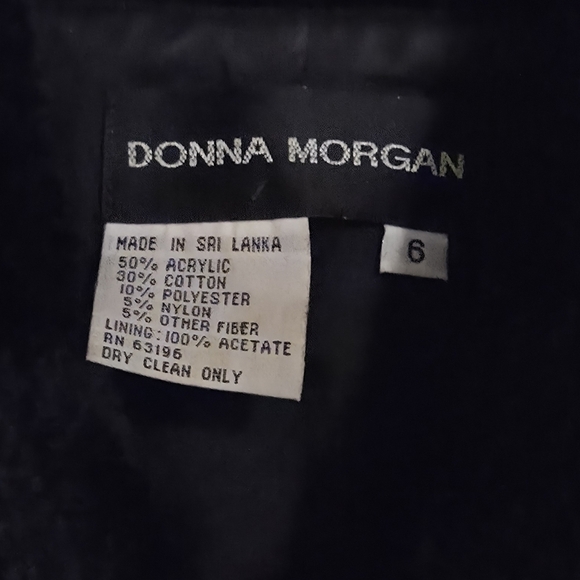 DONNA MORGAN
6
MADE IN SRI LANKA
50% ACRYLIC
30% COTTON
10% POLYESTER
5% NYLON
5% OTHER FIBER
LINING: 100% ACETATE
RN 63196
DRY CLEAN ONLY